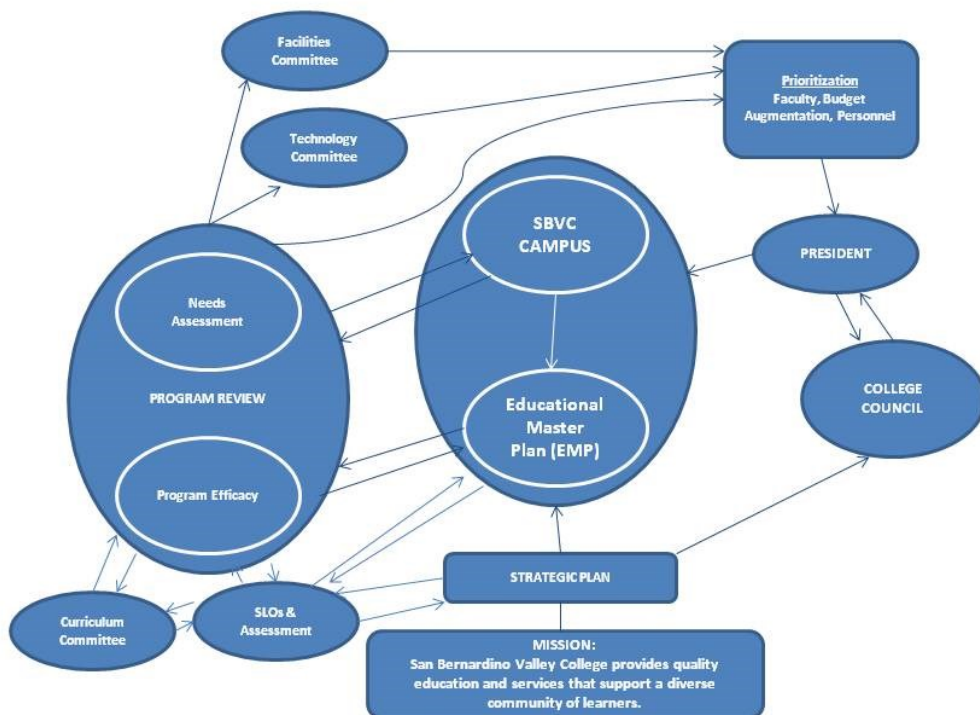 Facilities
Committee
Prioritization
Faculty, Budget
Augmentation, Personnel
Technology
Committee
SBVC
CAMPUS
PRESIDENT
Needs
Assessment
PROGRAM REVIEW
COLLEGE
COUNCIL
Educational
Master
Plan (EMP)
Program Efficacy
STRATEGIC PLAN
Curriculum
Committee
SLOs &
Assessment
MISSION:
San Bernardino Valley College provides quality
education and services that support a diverse
community of learners.